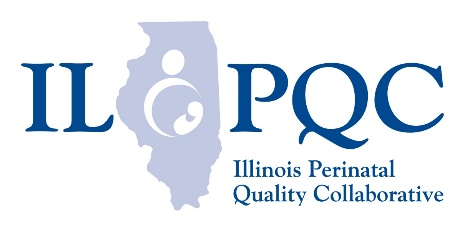 IL PQC
Illinois Perinatal
Quality Collaborative